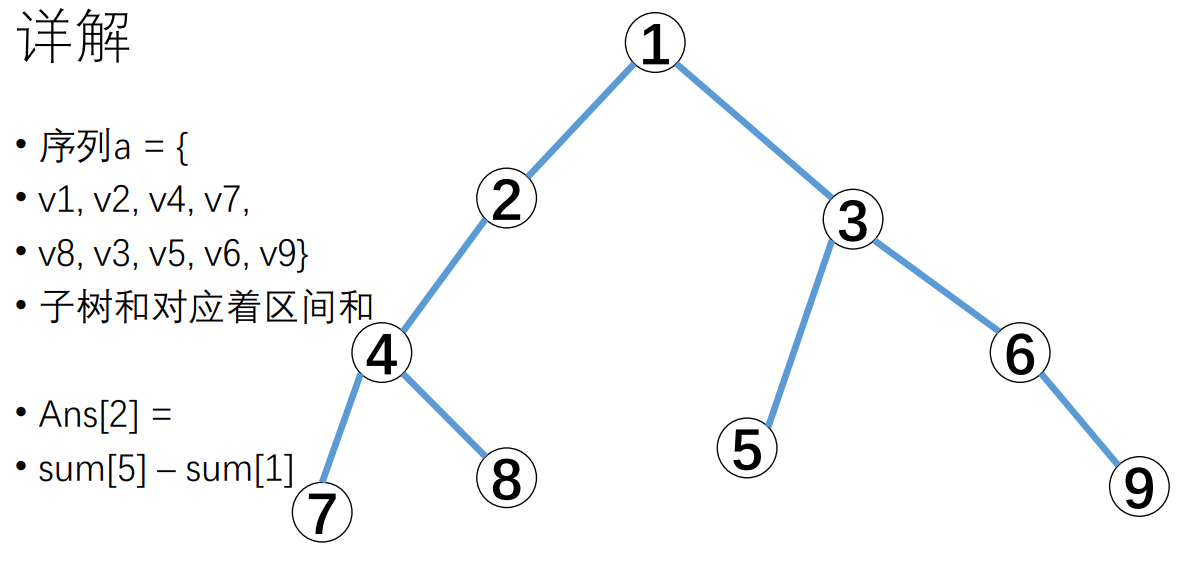 详解
• 序列a = {
• v1, v2, v4, v7,
• v8, v3, v5, v6, v9}
• 子树和对应着区间和
• Ans[2] =
• sum[5] – sum[1]
1
2
3
4
6
5
8
9
7